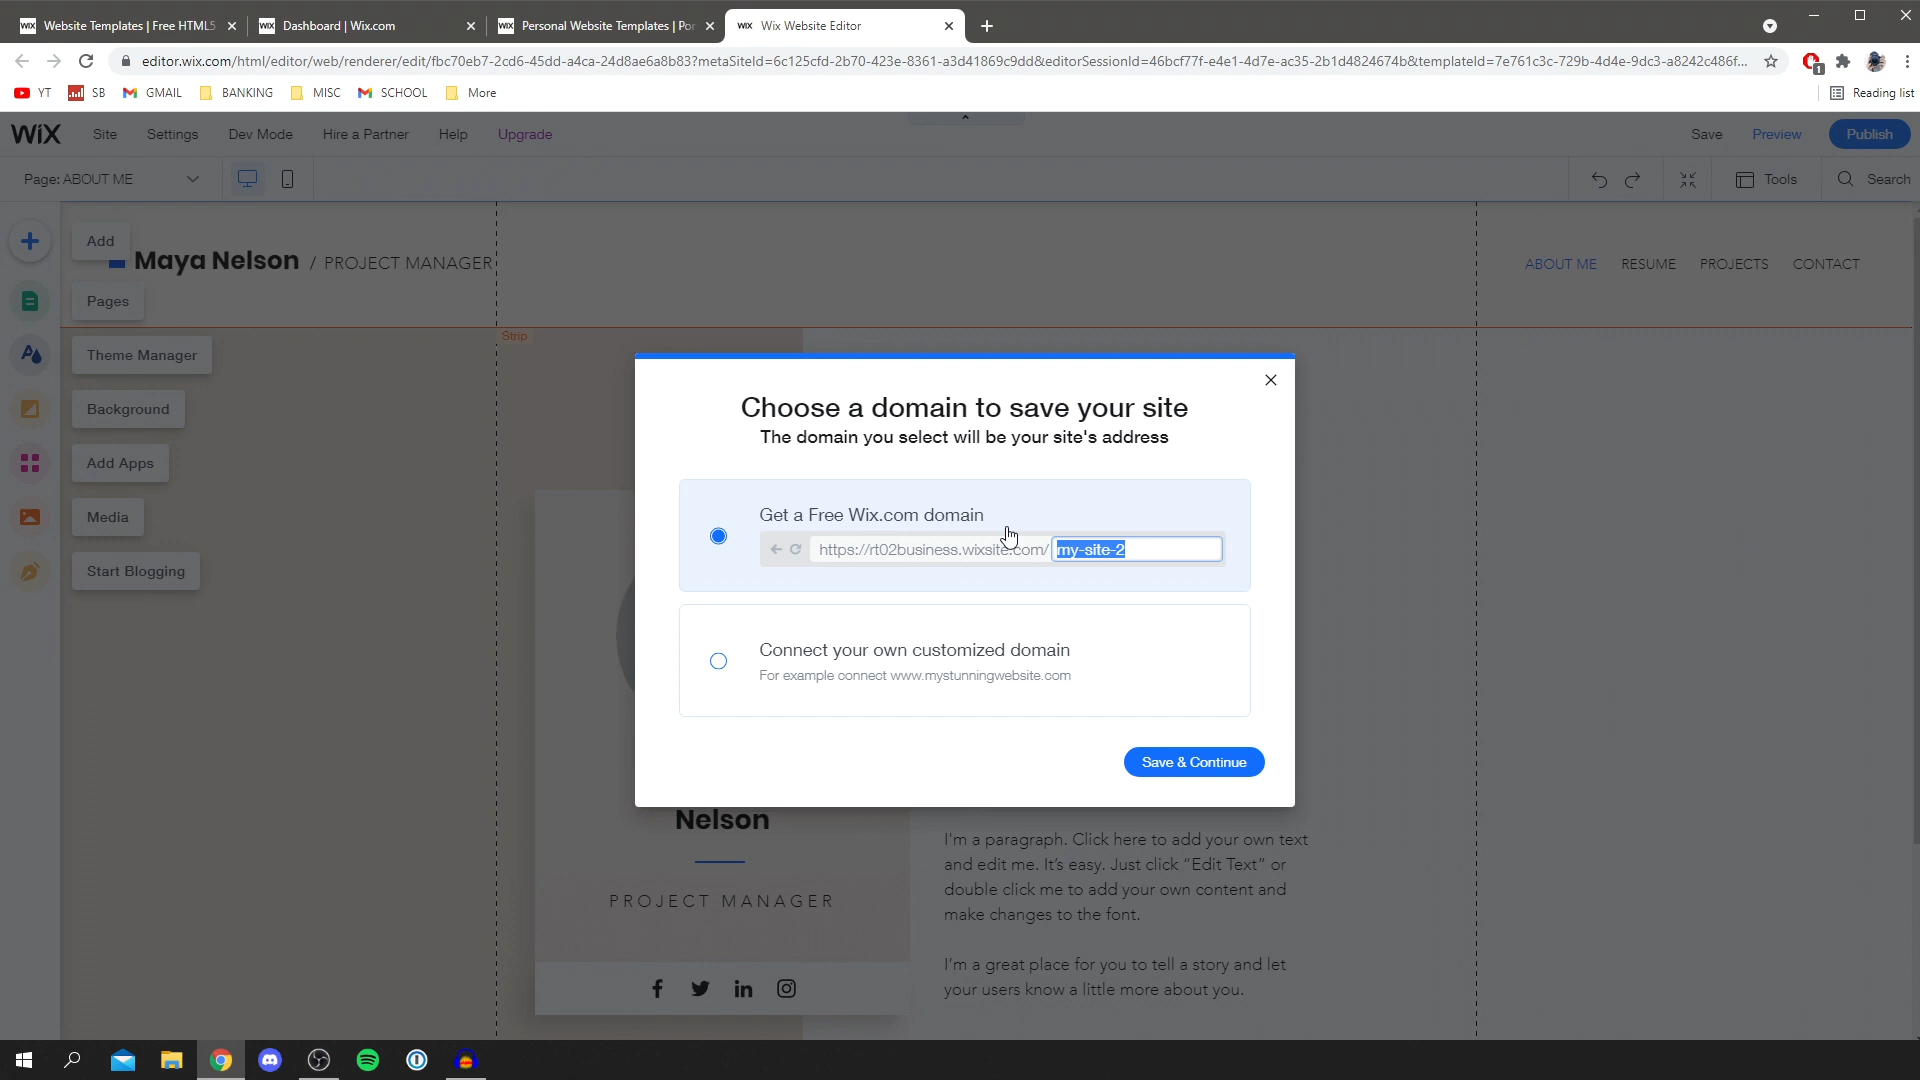 Website Templates | Free HTML5
Dashboard | Wix.com
Personal Website Templates | Por
Wix Website Editor
editor.wix.com/html/editor/web/renderer/edit/fbc70eb7-2cd6-45dd-a4ca-24d8ae6a8b83?metaSiteId=6c125cfd-2b70-423e-8361-a3d41869c9dd&editorSessionId=46bcf77f-e4e1-4d7e-ac35-2b1d4824674b&templateId=7e761c3c-729b-4d4e-9dc3-a8242c486f...
YT
SB
GMAIL
BANKING
MISC
SCHOOL
More
Reading list
WiX
Site
Settings
Dev Mode
Hire a Partner
Help
Upgrade
Save
Preview
Publish
Page: ABOUT ME
Tools
Search
Add
Maya Nelson / PROJECT MANAGER
ABOUT ME
RESUME
PROJECTS
CONTACT
Pages
Strip
Theme Manager
Background
Add Apps
Media
Start Blogging
Choose a domain to save your site
The domain you select will be your site's address
Get a Free Wix.com domain
https://rt02business.wixsite.com/ my-site-2
Connect your own customized domain
For example connect www.mystunningwebsite.com
Save & Continue
Nelson
PROJECT MANAGER
I'm a paragraph. Click here to add your own text
and edit me. It's easy. Just click “Edit Text” or
double click me to add your own content and
make changes to the font.
I'm a great place for you to tell a story and let
your users know a little more about you.